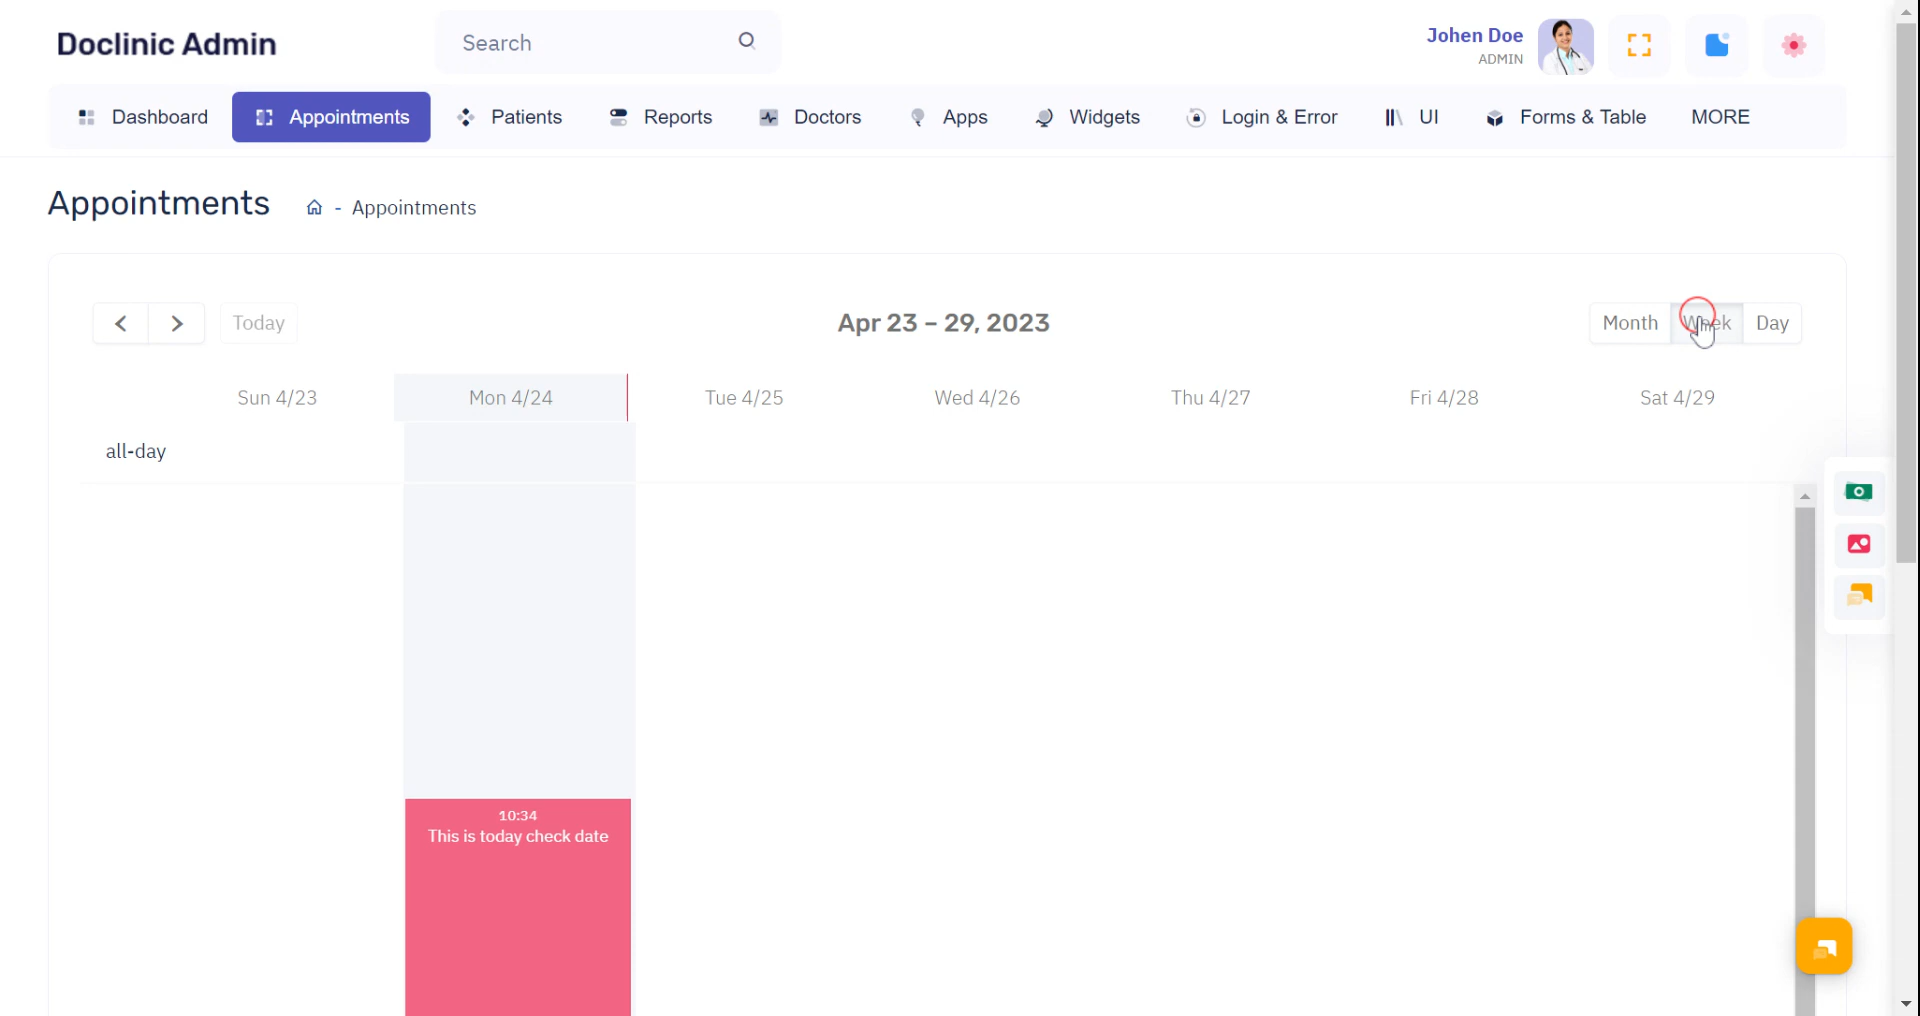 Doclinic Admin
Search
Johen Doe
ADMIN
Dashboard
Appointments
Patients
Reports
Doctors
Apps
Widgets
Login & Error
UI
Forms & Table
MORE
Appointments
- Appointments
Today
Apr 23 – 29, 2023
Month
Week
Day
Sun 4/23
Mon 4/24
Tue 4/25
Wed 4/26
Thu 4/27
Fri 4/28
Sat 4/29
all-day
10:34
This is today check date